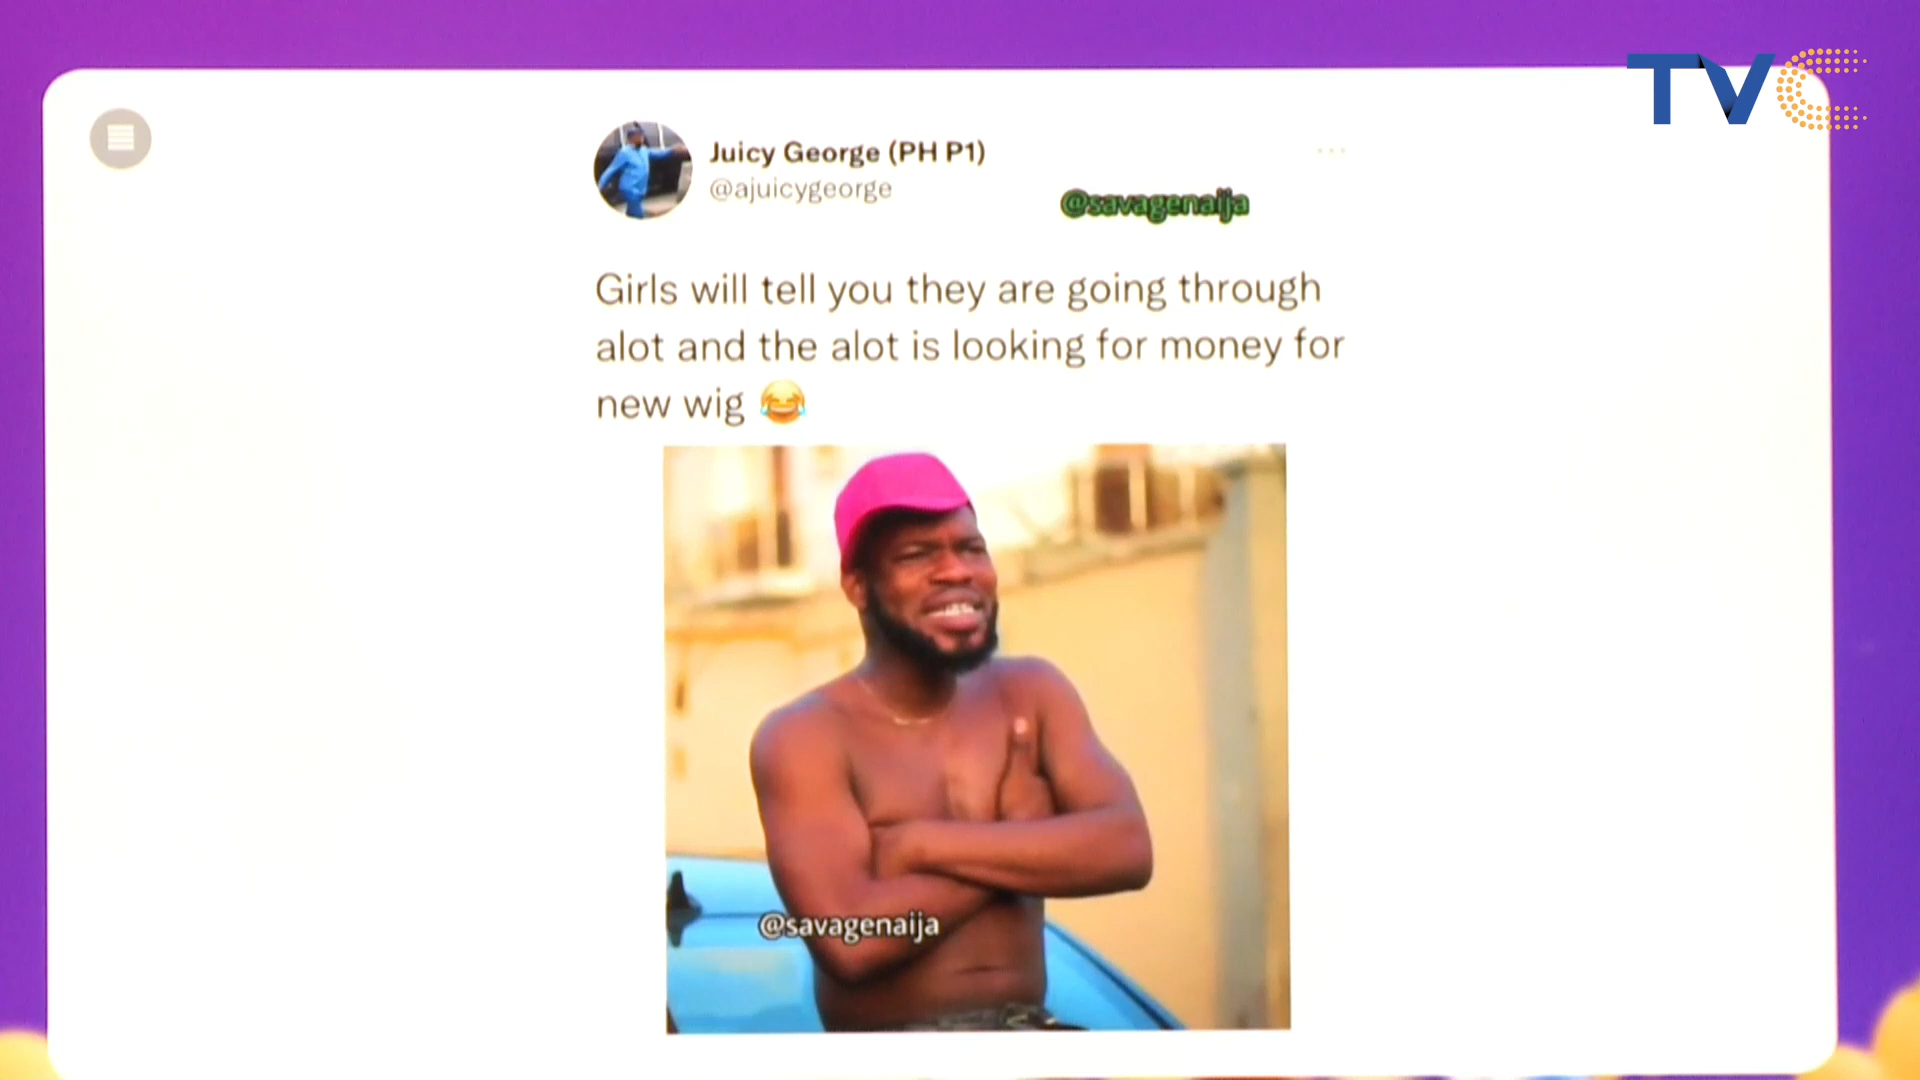 TVC
Juicy George (PH P1)
@ajuicygeorge
@savagenaija
Girls will tell you they are going through
alot and the alot is looking for money for
new wig 😂
@savagenaija